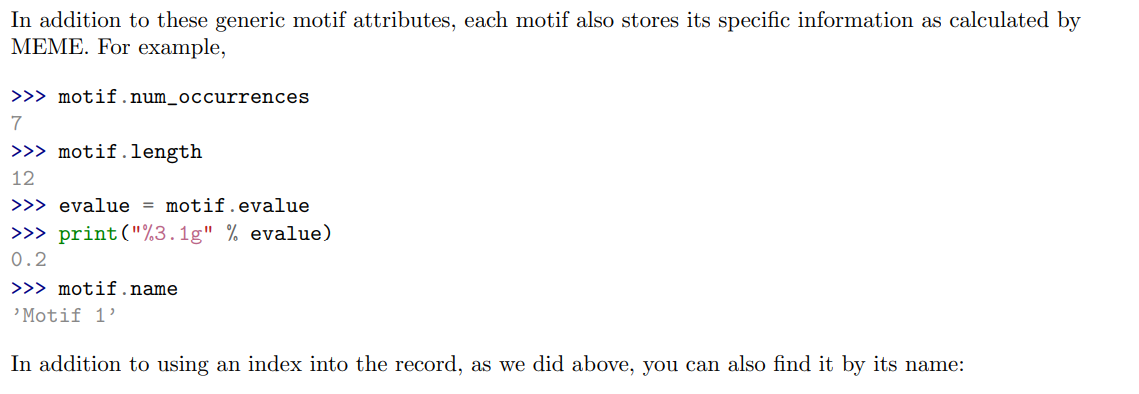 In addition to these generic motif attributes, each motif also stores its specific information as calculated by
MEME. For example,
>>> motif.num_occurrences
7
>>> motif.length
12
>>> evalue = motif.evalue
>>> print("%3.1g" % evalue)
0.2
>>> motif.name
’Motif 1’
In addition to using an index into the record, as we did above, you can also find it by its name: